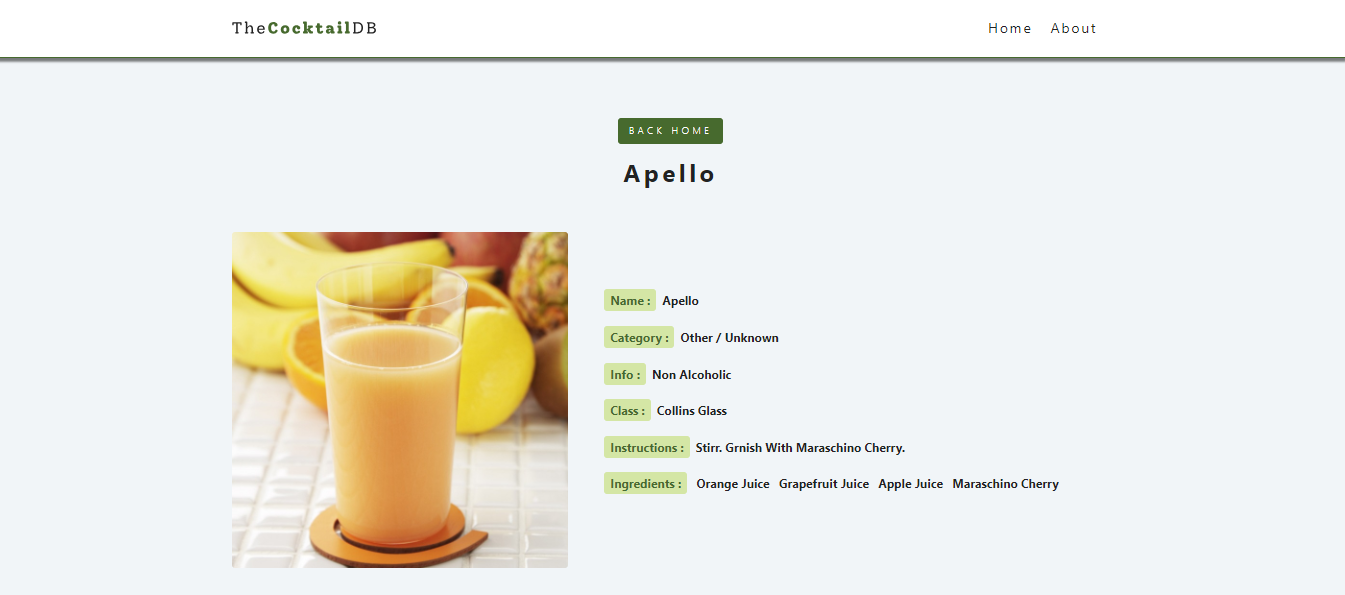 TheCocktailDB Home About
BACK HOME
Apello
Name : Apello
Category : Other / Unknown
Info : Non Alcoholic
Class : Collins Glass
Instructions : Stirr. Grnish With Maraschino Cherry.
Ingredients : Orange Juice Grapefruit Juice Apple Juice Maraschino Cherry